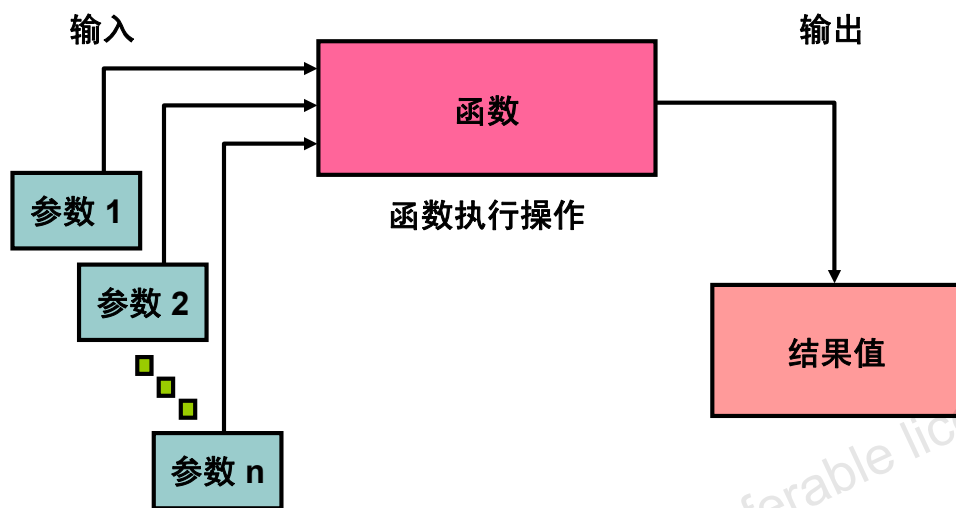 输入
输出
函数
参数 1
函数执行操作
参数 2
结果值
参数 n
ferable